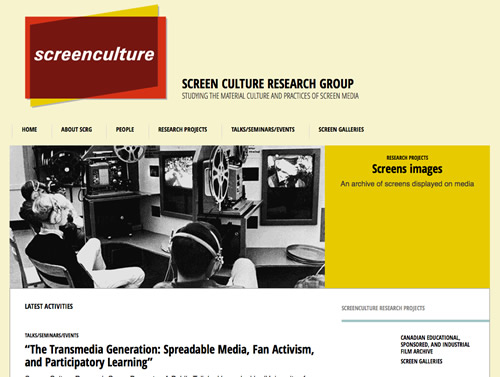 screenculture
SCREEN CULTURE RESEARCH GROUP
STUDYING THE MATERIAL CULTURE AND PRACTICES OF SCREEN MEDIA
HOME
ABOUT SCRG
PEOPLE
RESEARCH PROJECTS
TALKS/SEMINARS/EVENTS
SCREEN GALLERIES
RESEARCH PROJECTS
Screens images
An archive of screens displayed on media
LATEST ACTIVITIES
TALKS/SEMINARS/EVENTS
“The Transmedia Generation: Spreadable Media, Fan Activism,
and Participatory Learning”
SCREENCULTURE RESEARCH PROJECTS
CANADIAN EDUCATIONAL,
SPONSORED, AND INDUSTRIAL
FILM ARCHIVE
SCREEN GALLERIES